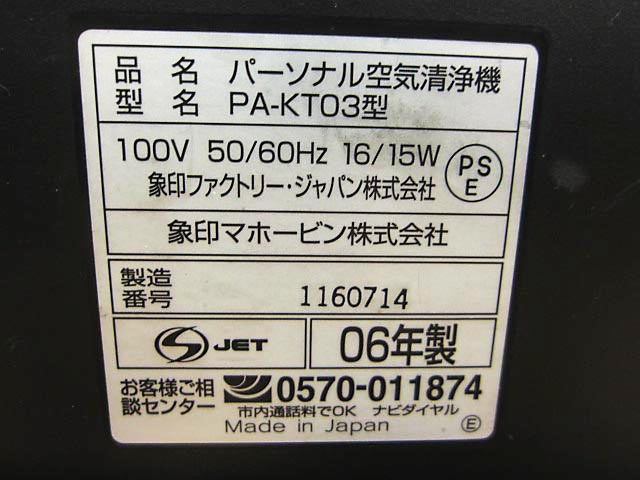 品名 パーソナル空気清浄機
型名 PA-KT03型
100V 50/60Hz 16/15W
象印ファクトリー・ジャパン株式会社
PS
E
象印マホービン株式会社
製造
番号
1160714
S JET
06年製
お客様ご相
談センター
0570-011874
市内通話料でOK ナビダイヤル
Made in Japan
E